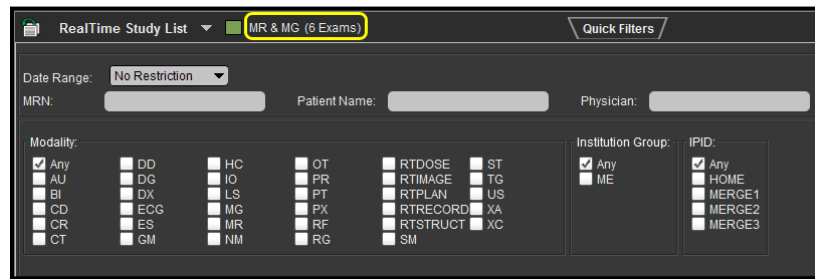 RealTime Study List MR & MG (6 Exams) Quick Filters
Date Range: No Restriction
MRN: Patient Name: Physician:
Modality: Institution Group: IPID:
Any DD HC OT RTDOSE ST Any Any
AU DG IO PR RTIMAGE TG ME HOME
BI DX LS PT RTPLAN US MERGE1
CD ECG MG PX RTRECORD XA MERGE2
CR ES MR RF RTSTRUCT XC MERGE3
CT GM NM RG SM